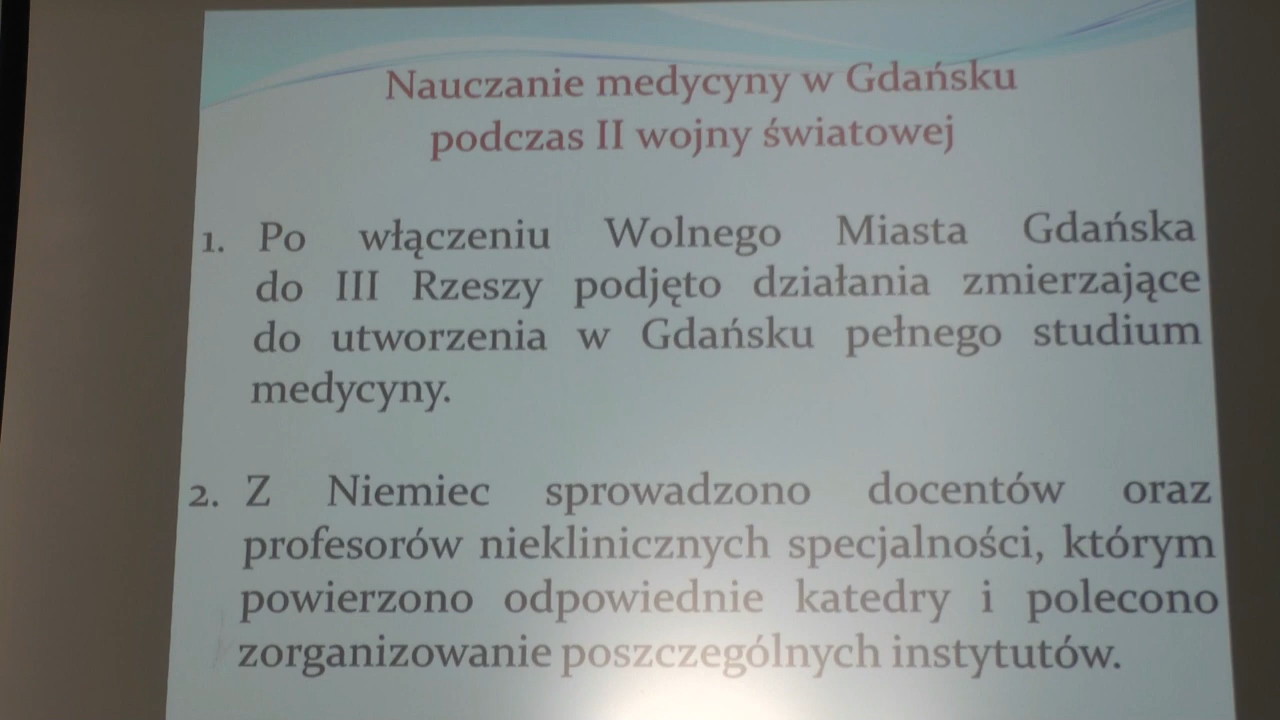 Nauczanie medycyny w Gdańsku
podczas II wojny światowej
1. Po włączeniu Wolnego Miasta Gdańska
do III Rzeszy podjęto działania zmierzające
do utworzenia w Gdańsku pełnego studium
medycyny.
2. Z Niemiec sprowadzono docentów oraz
profesorów nieklinicznych specjalności, którym
powierzono odpowiednie katedry i polecono
zorganizowanie poszczególnych instytutów.